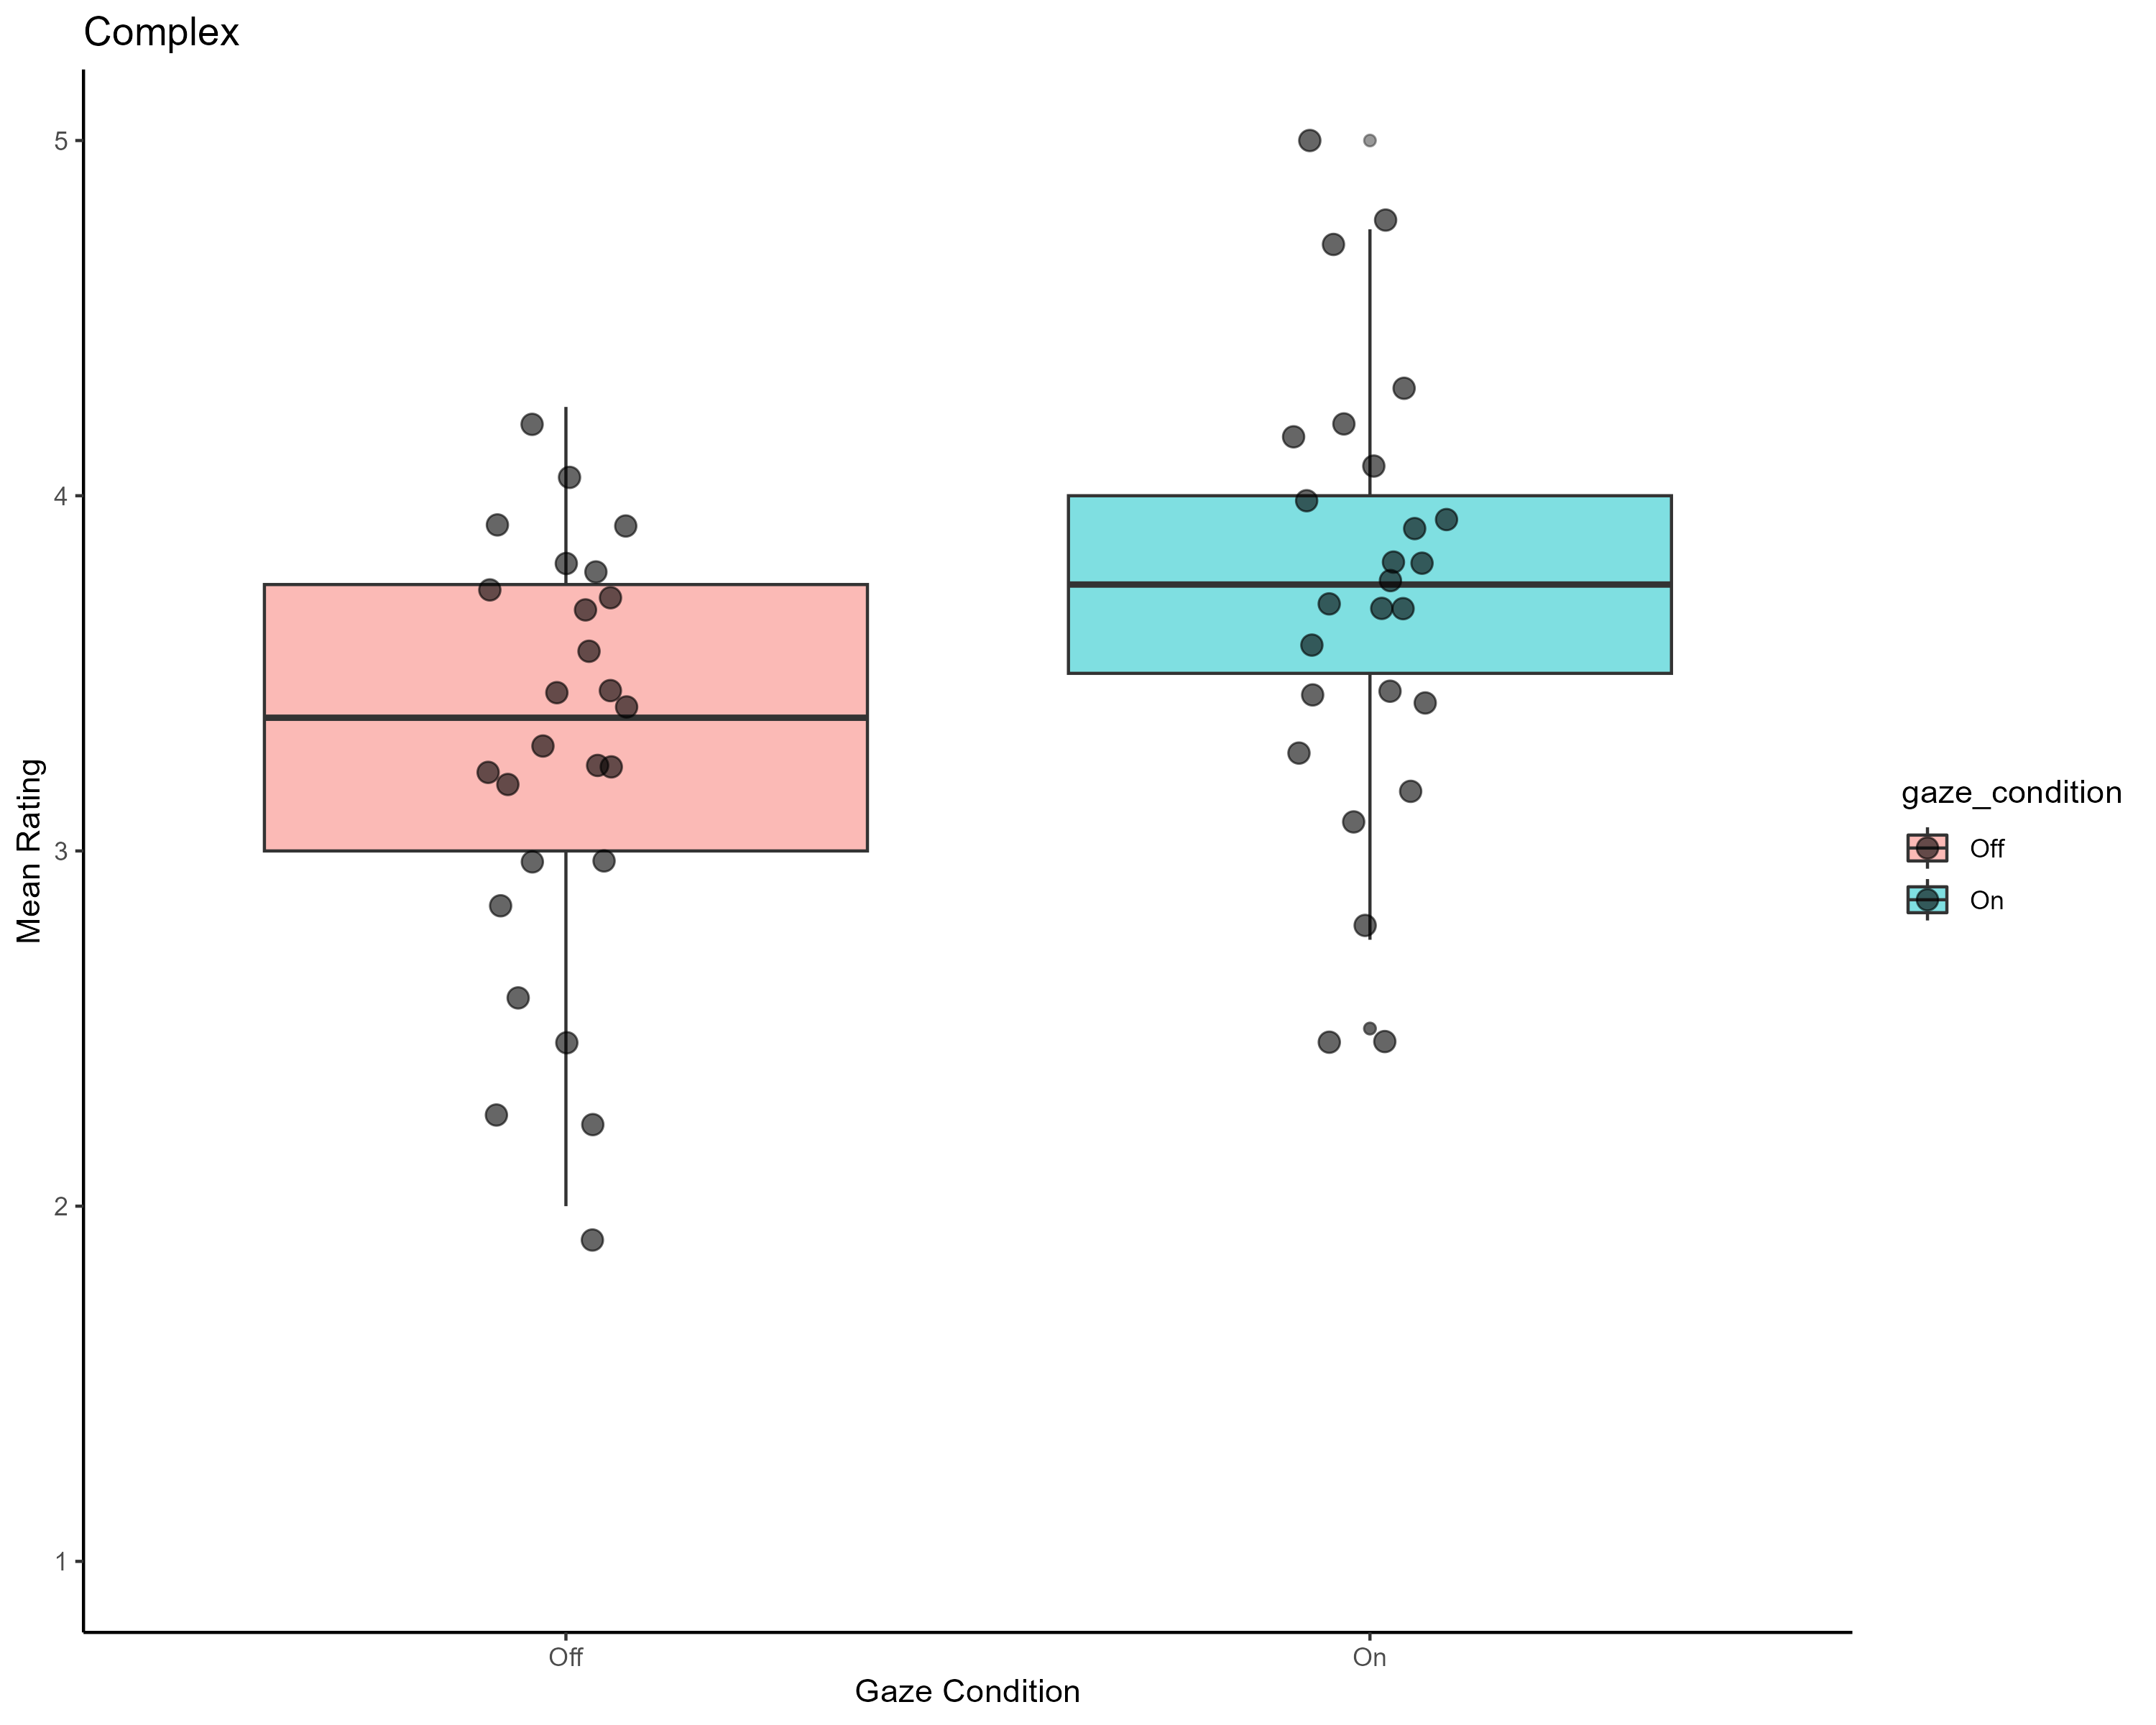 Complex
5
4
3
2
1
Mean Rating
Off
On
Gaze Condition
gaze_condition
Off
On